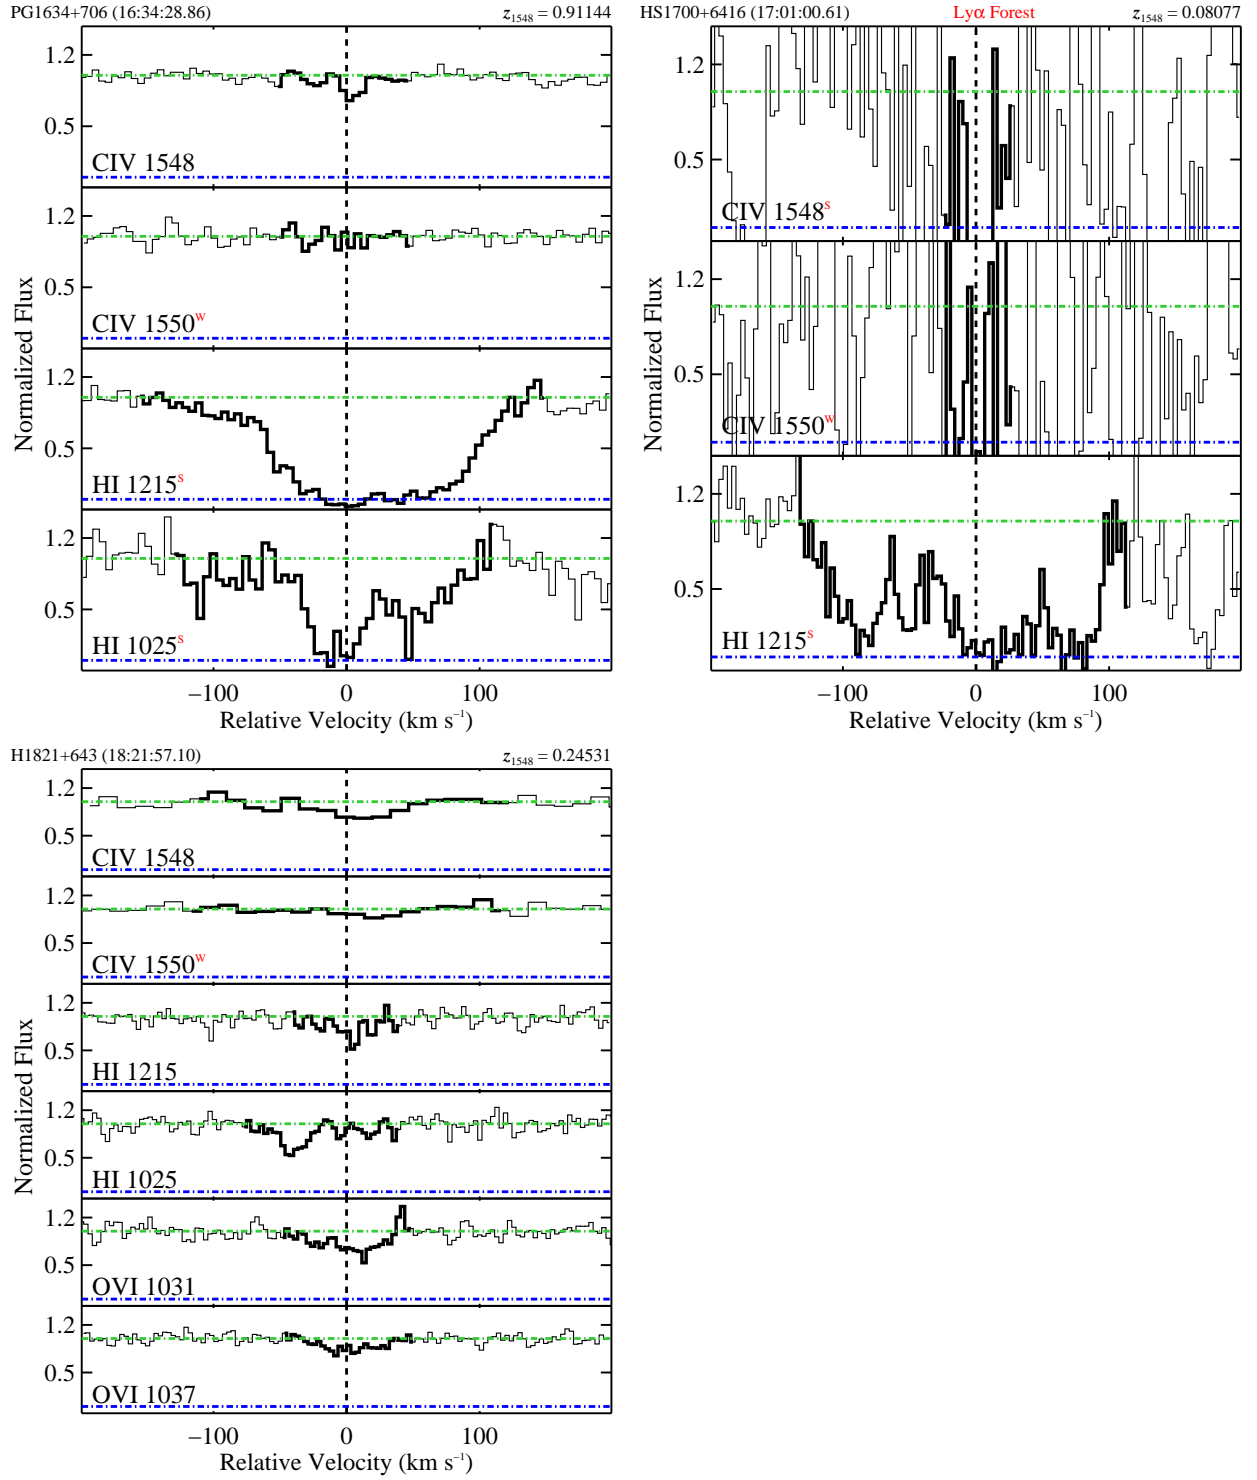 PG1634+706 (16:34:28.86) z1548 = 0.91144
1.2
0.5
CIV 1548
1.2
0.5
CIV 1550w
1.2
0.5
HI 1215s
1.2
0.5
HI 1025s
Normalized Flux
−100 0 100
Relative Velocity (km s−1)
HS1700+6416 (17:01:00.61) Lyα Forest z1548 = 0.08077
1.2
0.5
CIV 1548s
1.2
0.5
CIV 1550w
1.2
0.5
HI 1215s
Normalized Flux
−100 0 100
Relative Velocity (km s−1)
H1821+643 (18:21:57.10) z1548 = 0.24531
1.2
0.5
CIV 1548
1.2
0.5
CIV 1550w
1.2
0.5
HI 1215
1.2
0.5
HI 1025
1.2
0.5
OVI 1031
1.2
0.5
OVI 1037
Normalized Flux
−100 0 100
Relative Velocity (km s−1)